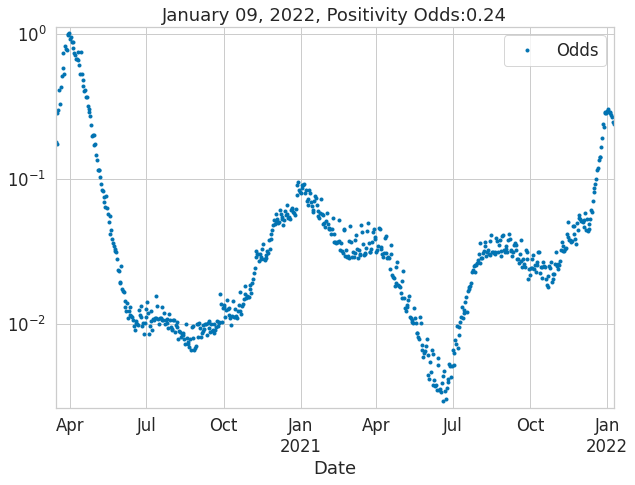 January 09, 2022, Positivity Odds:0.24
10⁰
Odds
10⁻¹
10⁻²
Apr Jul Oct Jan Apr Jul Oct Jan
2021 2022
Date